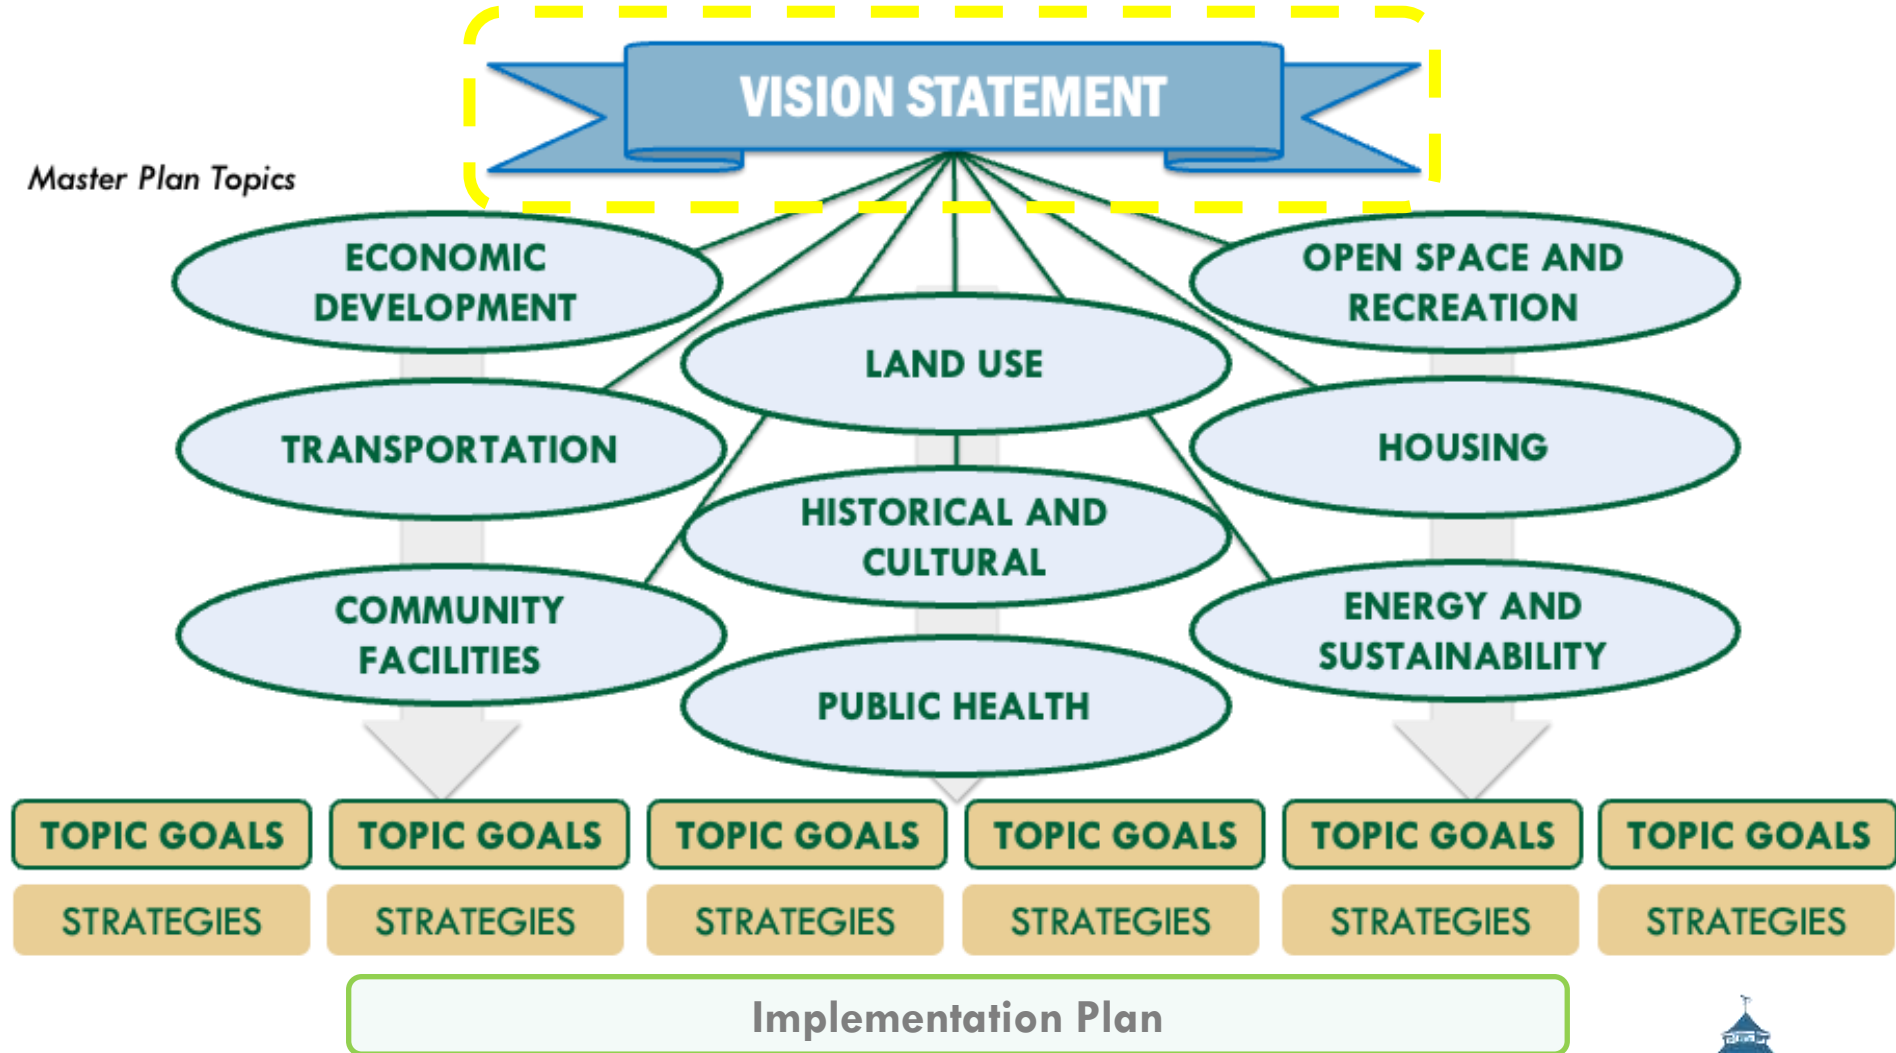 VISION STATEMENT
Master Plan Topics
ECONOMIC
DEVELOPMENT
OPEN SPACE AND
RECREATION
LAND USE
TRANSPORTATION
HOUSING
HISTORICAL AND
CULTURAL
COMMUNITY
FACILITIES
ENERGY AND
SUSTAINABILITY
PUBLIC HEALTH
TOPIC GOALS
TOPIC GOALS
TOPIC GOALS
TOPIC GOALS
TOPIC GOALS
TOPIC GOALS
STRATEGIES
STRATEGIES
STRATEGIES
STRATEGIES
STRATEGIES
STRATEGIES
Implementation Plan